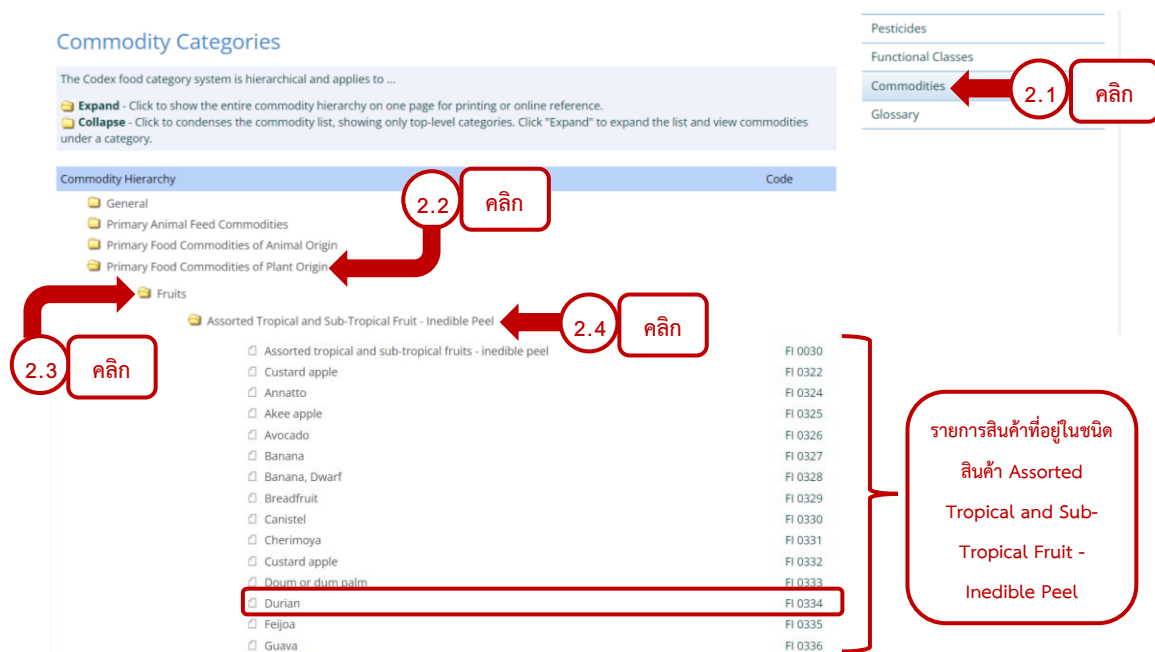 Commodity Categories
The Codex food category system is hierarchical and applies to ...
Expand - Click to show the entire commodity hierarchy on one page for printing or online reference.
Collapse - Click to condenses the commodity list, showing only top-level categories. Click "Expand" to expand the list and view commodities
under a category.
Pesticides
Functional Classes
Commodities
Glossary
2.1 คลิก
Commodity Hierarchy Code
General
Primary Animal Feed Commodities
Primary Food Commodities of Animal Origin
Primary Food Commodities of Plant Origin
2.2 คลิก
Fruits
2.3 คลิก
Assorted Tropical and Sub-Tropical Fruit - Inedible Peel
2.4 คลิก
Assorted tropical and sub-tropical fruits - inedible peel FI 0030
Custard apple FI 0322
Annatto FI 0324
Akee apple FI 0325
Avocado FI 0326
Banana FI 0327
Banana, Dwarf FI 0328
Breadfruit FI 0329
Canistel FI 0330
Cherimoya FI 0331
Custard apple FI 0332
Doum or dum palm FI 0333
Durian FI 0334
Feijoa FI 0335
Guava FI 0336
รายการสินค้าที่อยู่ในชนิด
สินค้า Assorted
Tropical and Sub-
Tropical Fruit -
Inedible Peel